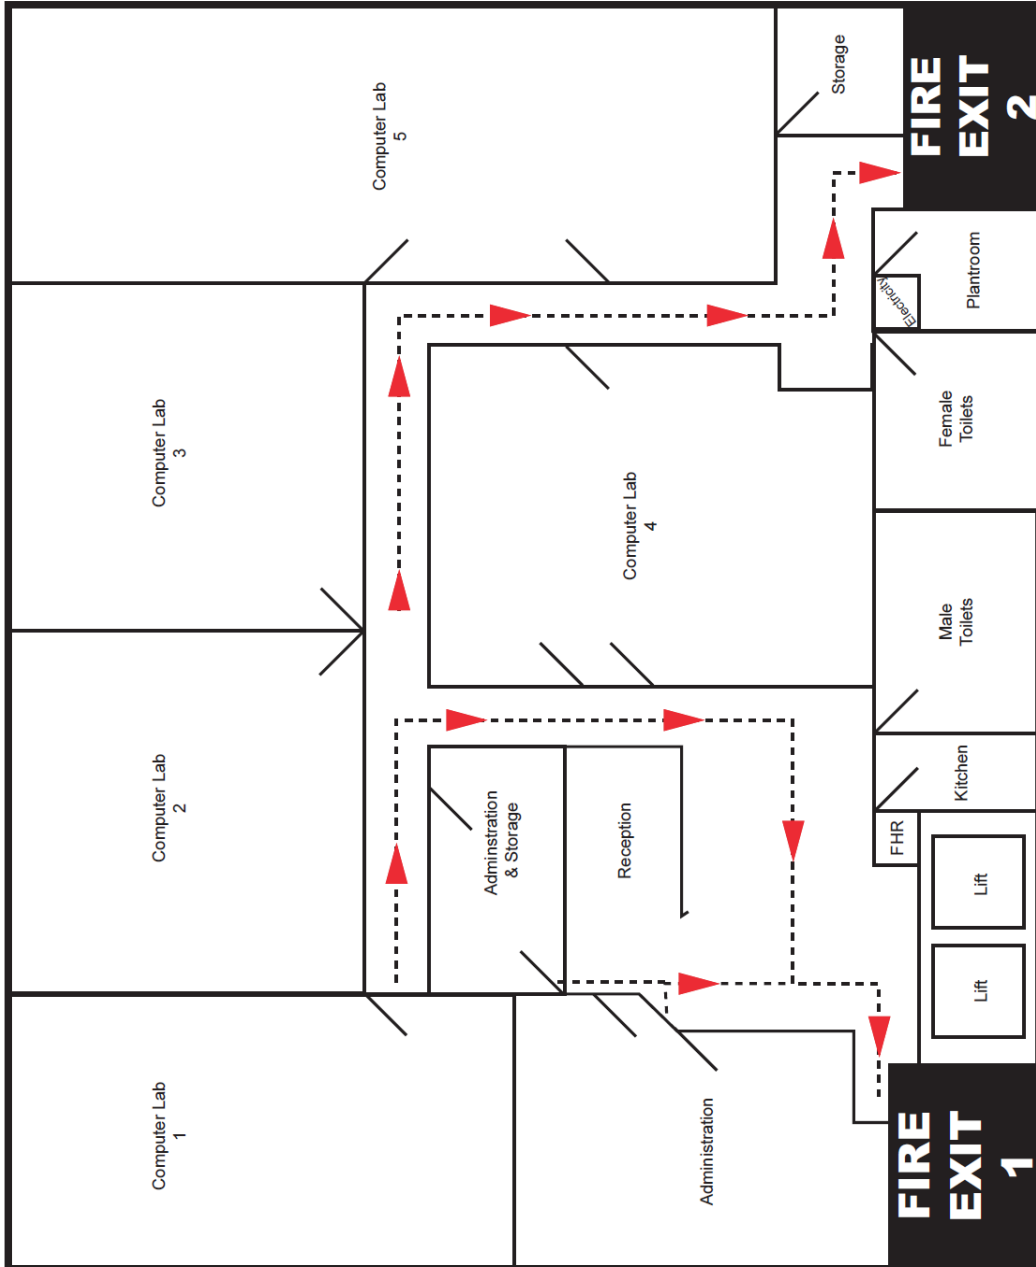 Computer Lab
1
Computer Lab
2
Computer Lab
3
Computer Lab
5
Computer Lab
4
Adminstration
& Storage
Reception
Administration
Storage
Electricity
Plantroom
Female
Toilets
Male
Toilets
Kitchen
FHR
Lift
Lift
FIRE
EXIT
1
FIRE
EXIT
2